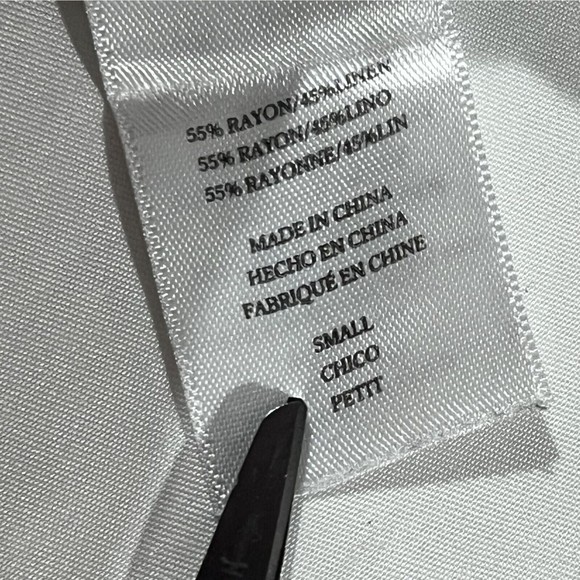 55% RAYON/45%LINEN
55% RAYON/45%LINO
55% RAYONNE/45%LIN
MADE IN CHINA
HECHO EN CHINA
FABRIQUÉ EN CHINE
SMALL
CHICO
PETIT